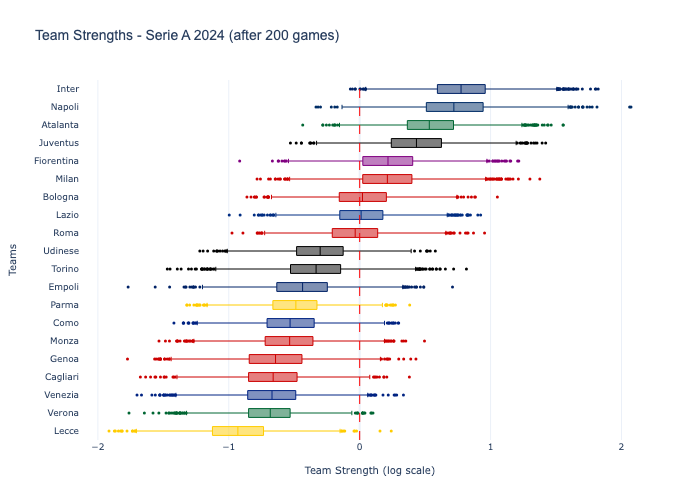 Team Strengths - Serie A 2024 (after 200 games)
Inter
Napoli
Atalanta
Juventus
Fiorentina
Milan
Bologna
Lazio
Roma
Udinese
Torino
Empoli
Parma
Como
Monza
Genoa
Cagliari
Venezia
Verona
Lecce
Teams
−2
−1
0
1
2
Team Strength (log scale)